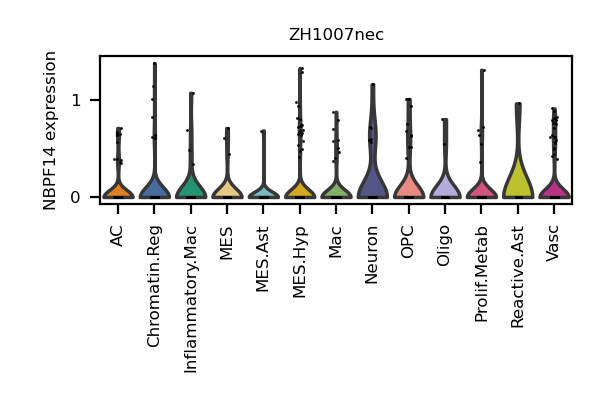 ZH1007nec
NBPF14 expression
1
0
AC
Chromatin.Reg
Inflammatory.Mac
MES
MES.Ast
MES.Hyp
Mac
Neuron
OPC
Oligo
Prolif.Metab
Reactive.Ast
Vasc